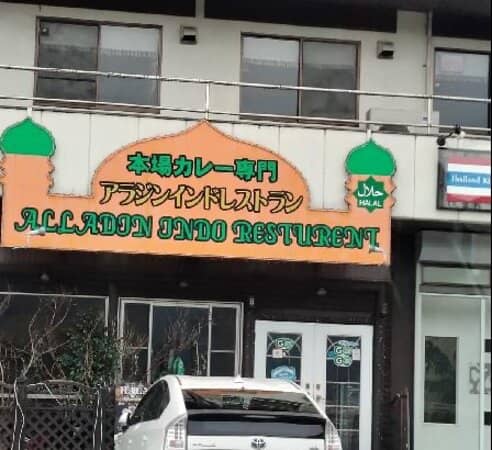 本場カレー専門
アラジンインドレストラン
ALLADIN INDO RESTURENT
حلال
HALAL
Thailand